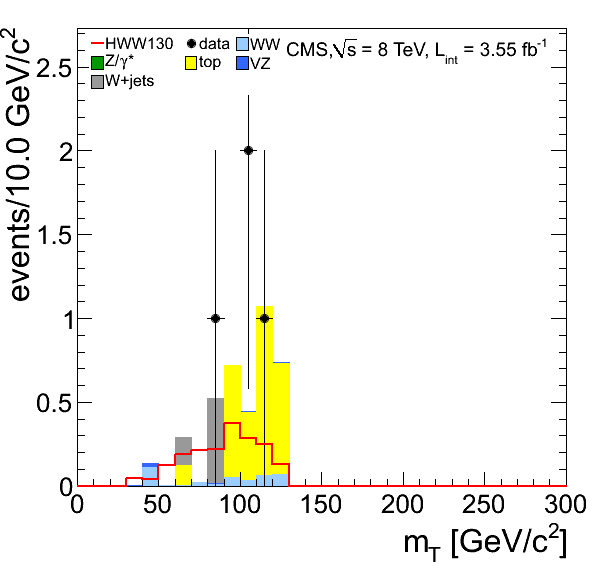 HWW130 data WW
CMS,√s = 8 TeV, L_int = 3.55 fb⁻¹
Z/γ* top VZ
W+jets
events/10.0 GeV/c²
2.5
2
1.5
1
0.5
0
0 50 100 150 200 250 300
m_T [GeV/c²]